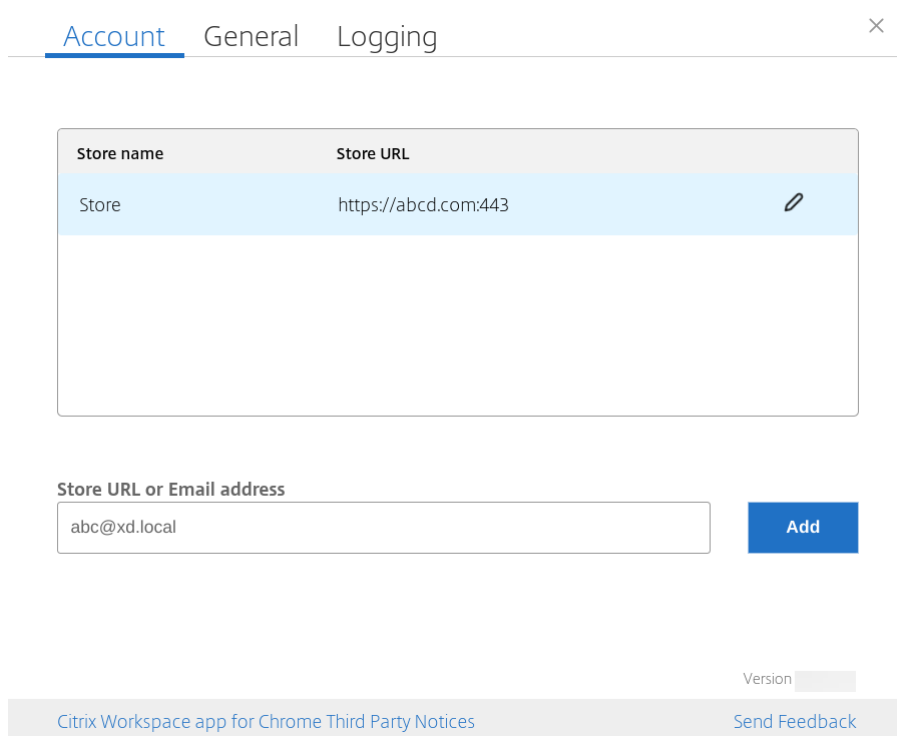 Account General Logging
Store name Store URL
Store https://abcd.com:443
Store URL or Email address
abc@xd.local Add
Version
Citrix Workspace app for Chrome Third Party Notices Send Feedback